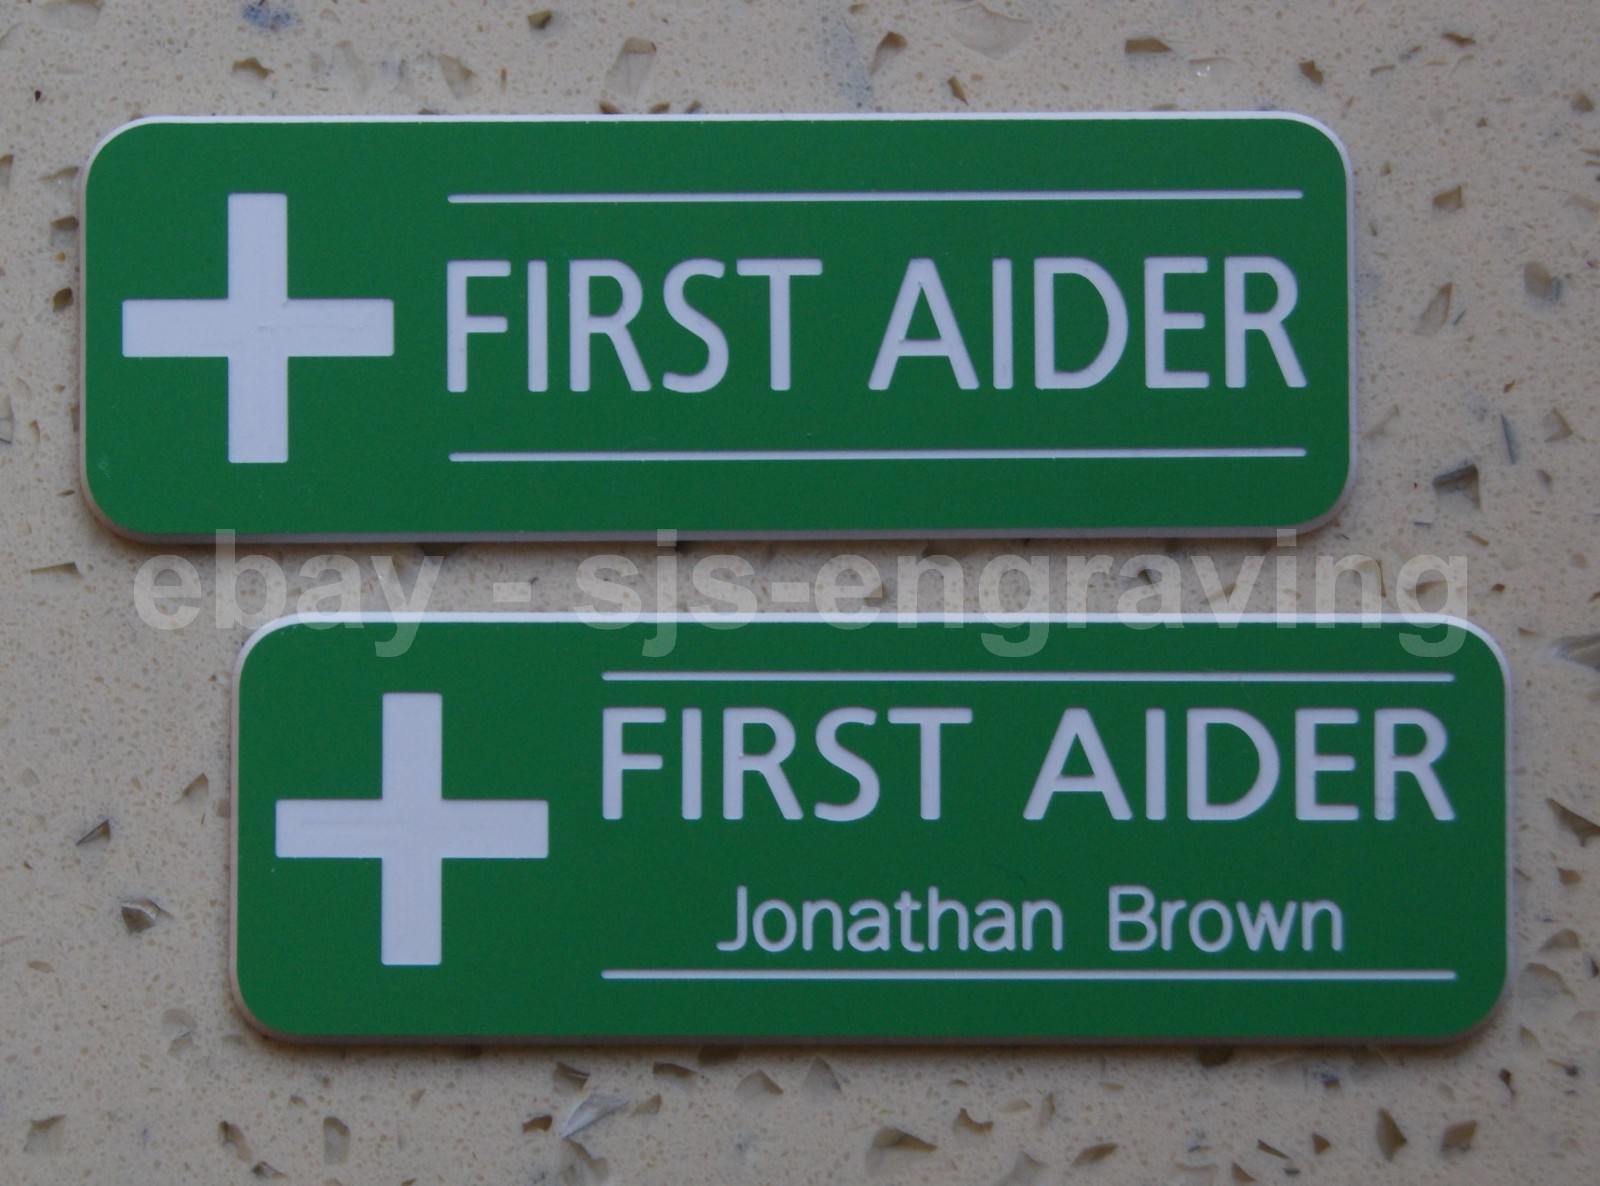 FIRST AIDER
ebay - sjs-engraving
FIRST AIDER
Jonathan Brown